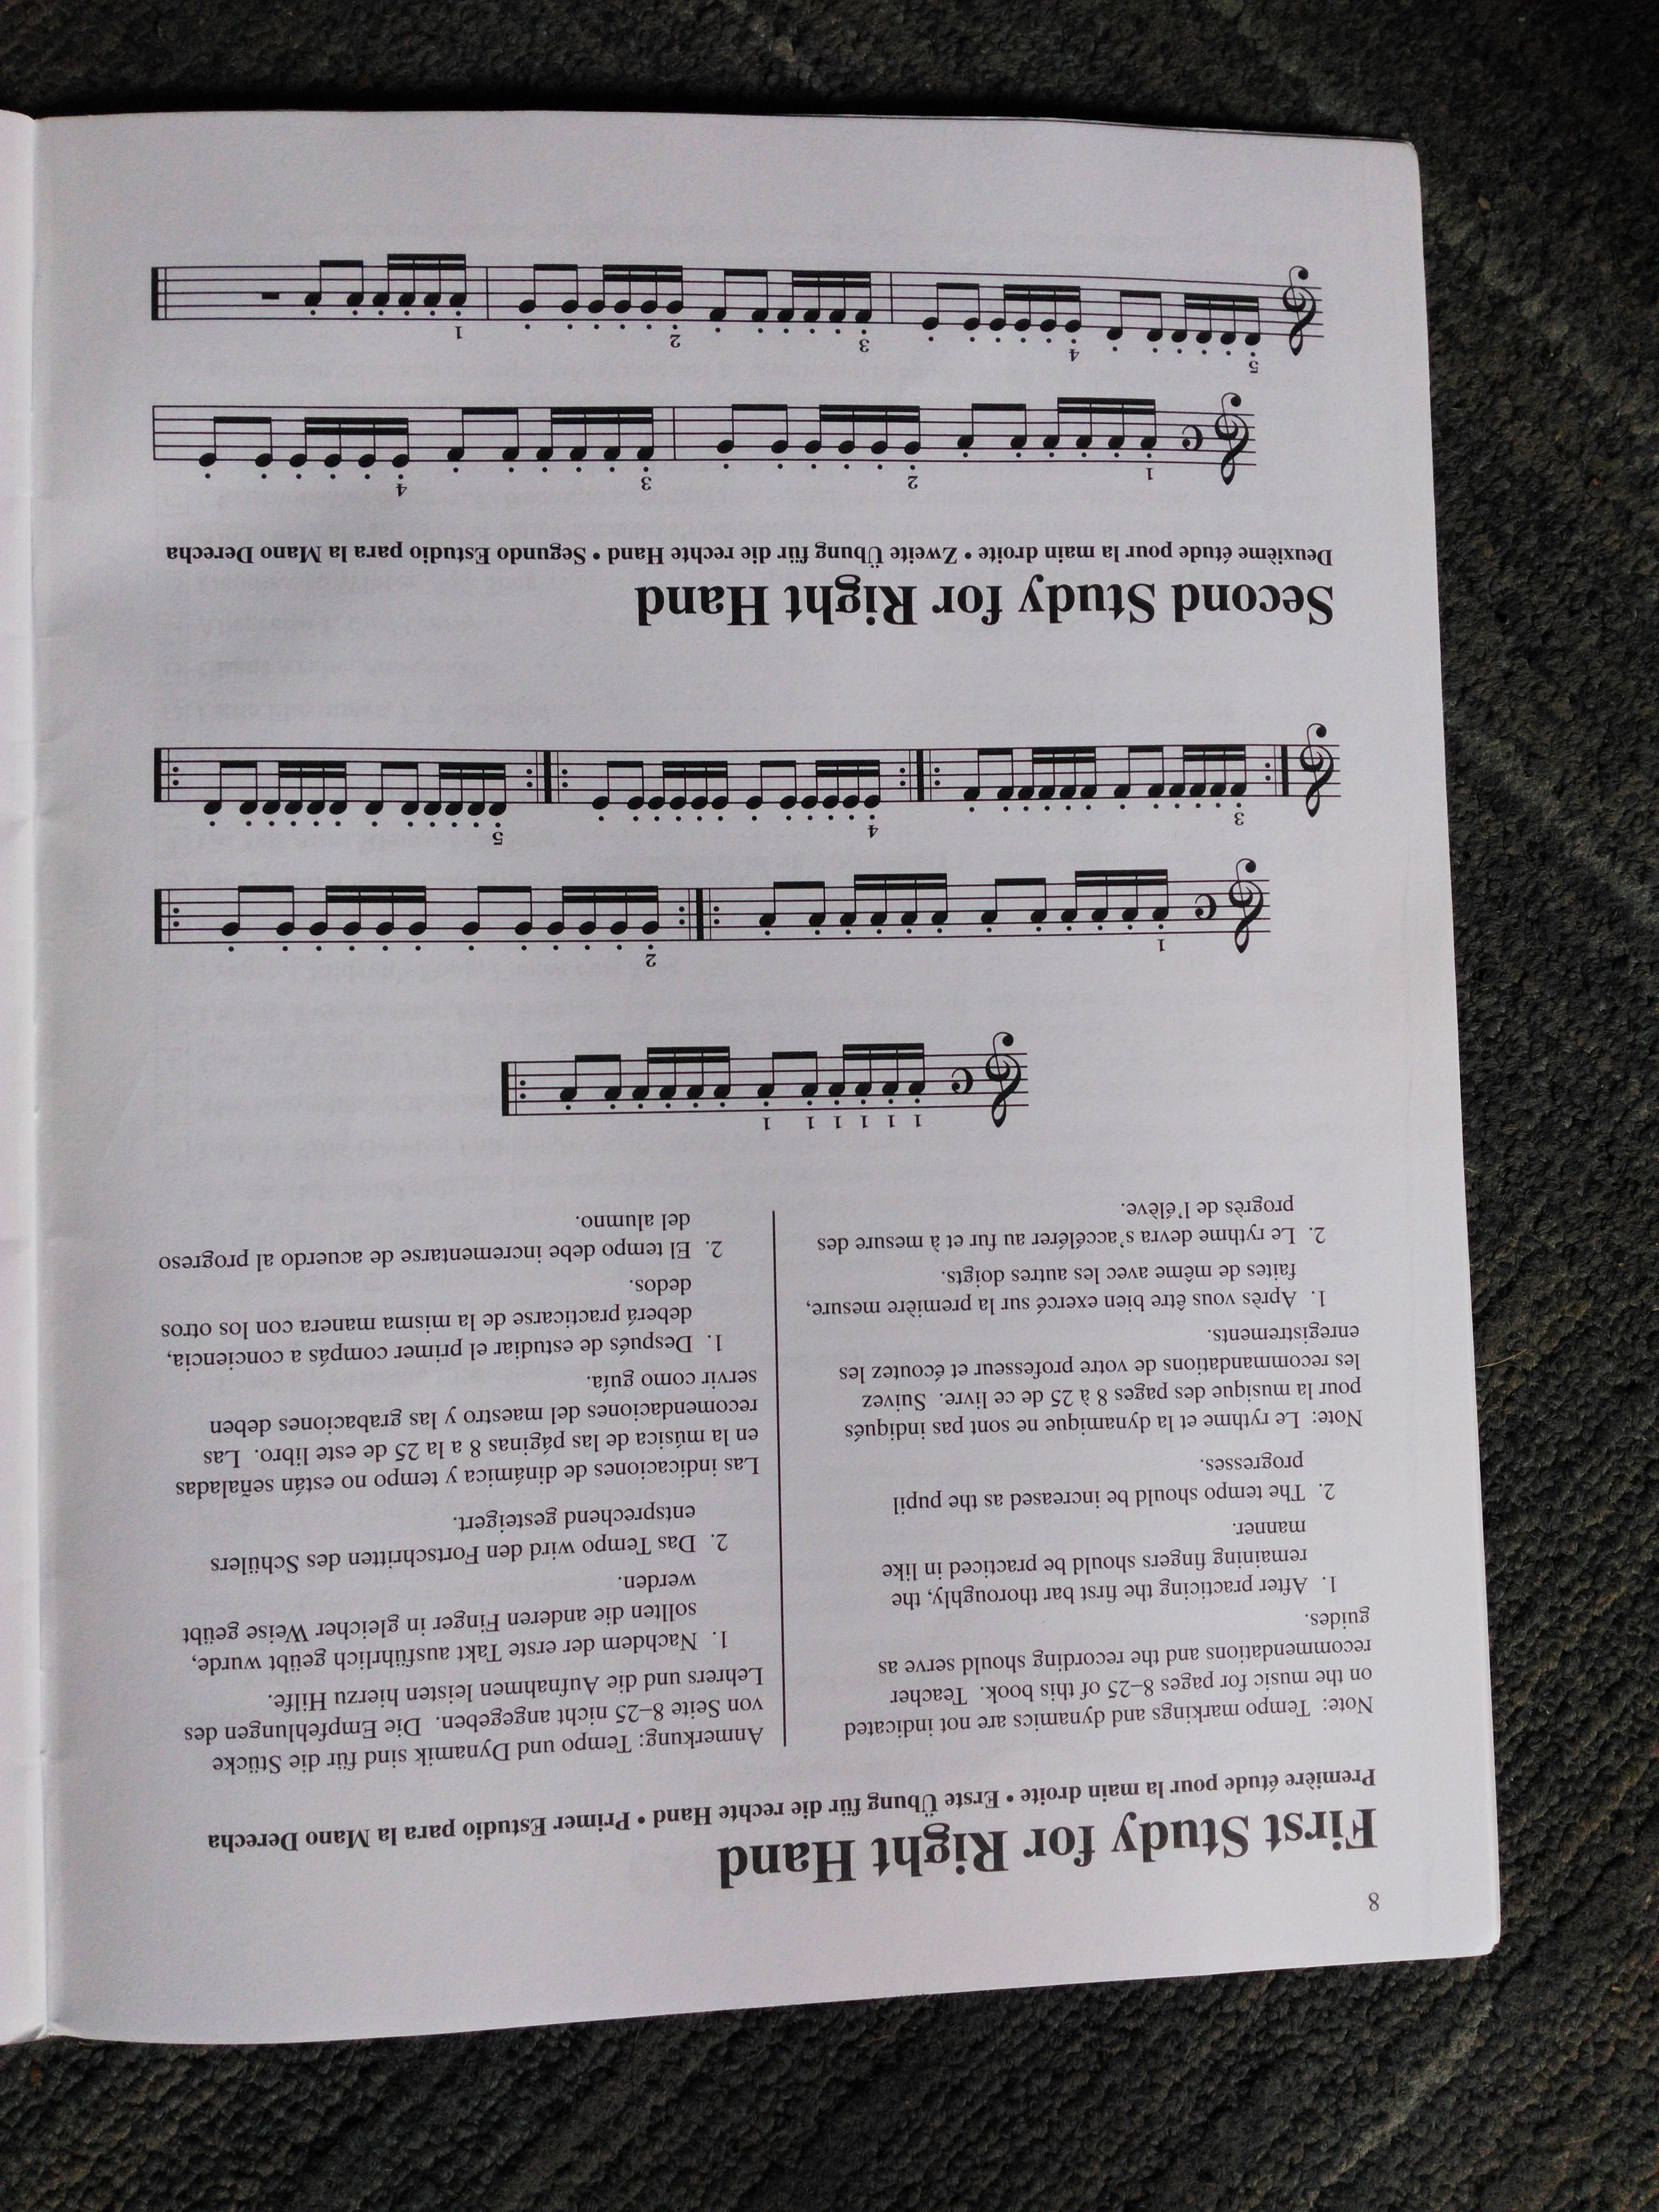 8
First Study for Right Hand
Première étude pour la main droite • Erste Übung für die rechte Hand • Primer Estudio para la Mano Derecha
Note: Tempo markings and dynamics are not indicated
on the music for pages 8–25 of this book. Teacher
recommendations and the recording should serve as
guides.
1. After practicing the first bar thoroughly, the
remaining fingers should be practiced in like
manner.
2. The tempo should be increased as the pupil
progresses.
Note: Le rythme et la dynamique ne sont pas indiqués
pour la musique des pages 8 à 25 de ce livre. Suivez
les recommandations de votre professeur et écoutez les
enregistrements.
1. Après vous être bien exercé sur la première mesure,
faites de même avec les autres doigts.
2. Le rythme devra s’accélérer au fur et à mesure des
progrès de l’élève.
Anmerkung: Tempo und Dynamik sind für die Stücke
von Seite 8–25 nicht angegeben. Die Empfehlungen des
Lehrers und die Aufnahmen leisten hierzu Hilfe.
1. Nachdem der erste Takt ausführlich geübt wurde,
sollten die anderen Finger in gleicher Weise geübt
werden.
2. Das Tempo wird den Fortschritten des Schülers
entsprechend gesteigert.
Las indicaciones de dinámica y tempo no están señaladas
en la música de las páginas 8 a la 25 de este libro. Las
recomendaciones del maestro y las grabaciones deben
servir como guía.
1. Después de estudiar el primer compás a conciencia,
deberá practicarse de la misma manera con los otros
dedos.
2. El tempo debe incrementarse de acuerdo al progreso
del alumno.
1 1 1 1 1 1
1 2
3 4 5
Second Study for Right Hand
Deuxième étude pour la main droite • Zweite Übung für die rechte Hand • Segundo Estudio para la Mano Derecha
1 2 3 4
5 4 3 2 1